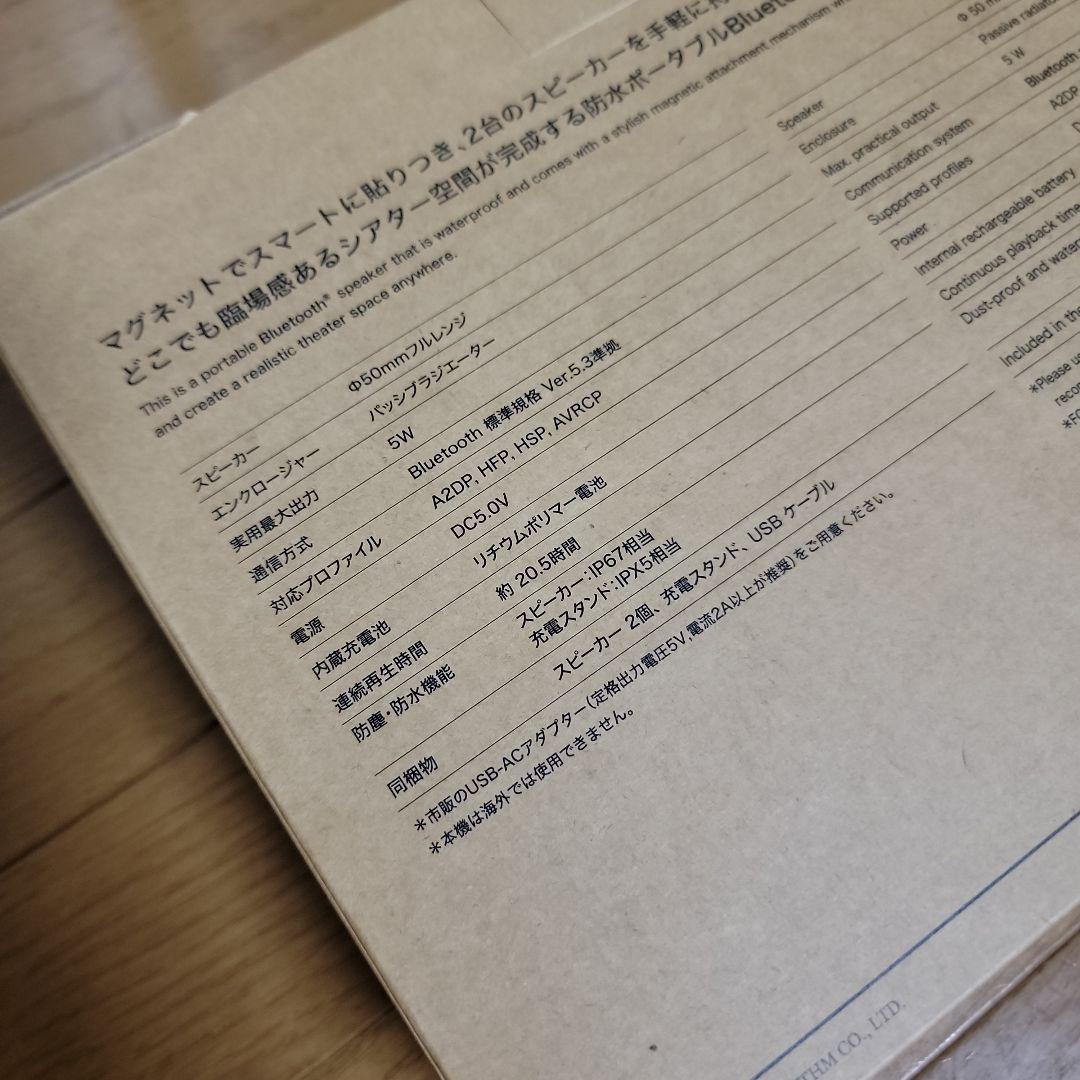 マグネットでスマートに貼りつき、2台のスピーカーを手軽に
どこでも臨場感あるシアター空間が完成する防水ポータブルBluetooth
This is a portable Bluetooth® speaker that is waterproof and comes with a stylish magnetic attachment mechanism
and create a realistic theater space anywhere.
スピーカー Φ50mmフルレンジ
エンクロージャー パッシブラジエーター
実用最大出力 5W
通信方式 Bluetooth 標準規格 Ver.5.3準拠
対応プロファイル A2DP, HFP, HSP, AVRCP
電源 DC5.0V
内蔵充電池 リチウムポリマー電池
連続再生時間 約 20.5時間
防塵・防水機能 スピーカー：IP67相当
充電スタンド：IPX5相当
同梱物 スピーカー 2個、充電スタンド、USB ケーブル
＊市販のUSB-ACアダプター（定格出力電圧5V,電流2A以上が推奨）をご用意ください。
＊本機は海外では使用できません。
Speaker Φ 50
Enclosure Passive
Max. practical output 5 W
Communication system Bluetooth
Supported profiles A2DP
Power
Internal rechargeable battery
Continuous playback time
Dust-proof and
Included in
*Please
THM CO., LTD.